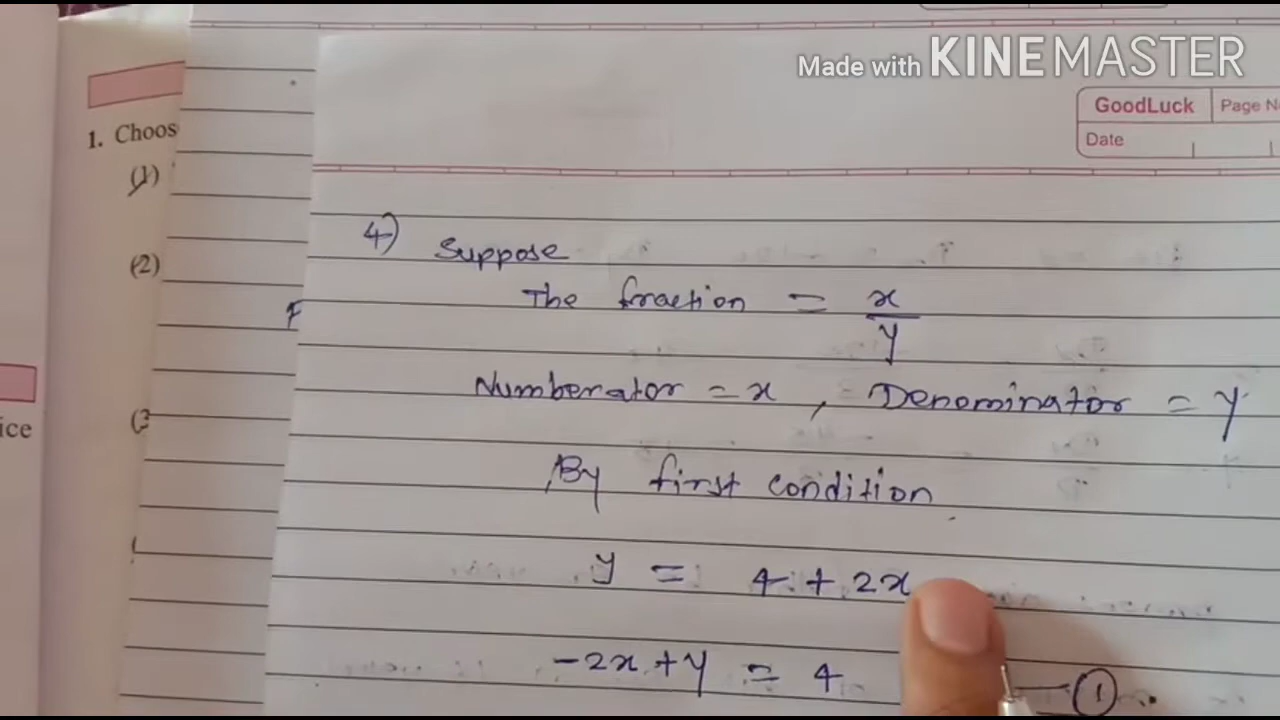 Made with KINEMASTER
GoodLuck Page N
Date
1. Choos
(1)
(2)
(3
ice
4) Suppose
The fraction = x/y
Numberator = x , Denominator = y
By first condition
y = 4 + 2x
-2x + y = 4 — ①